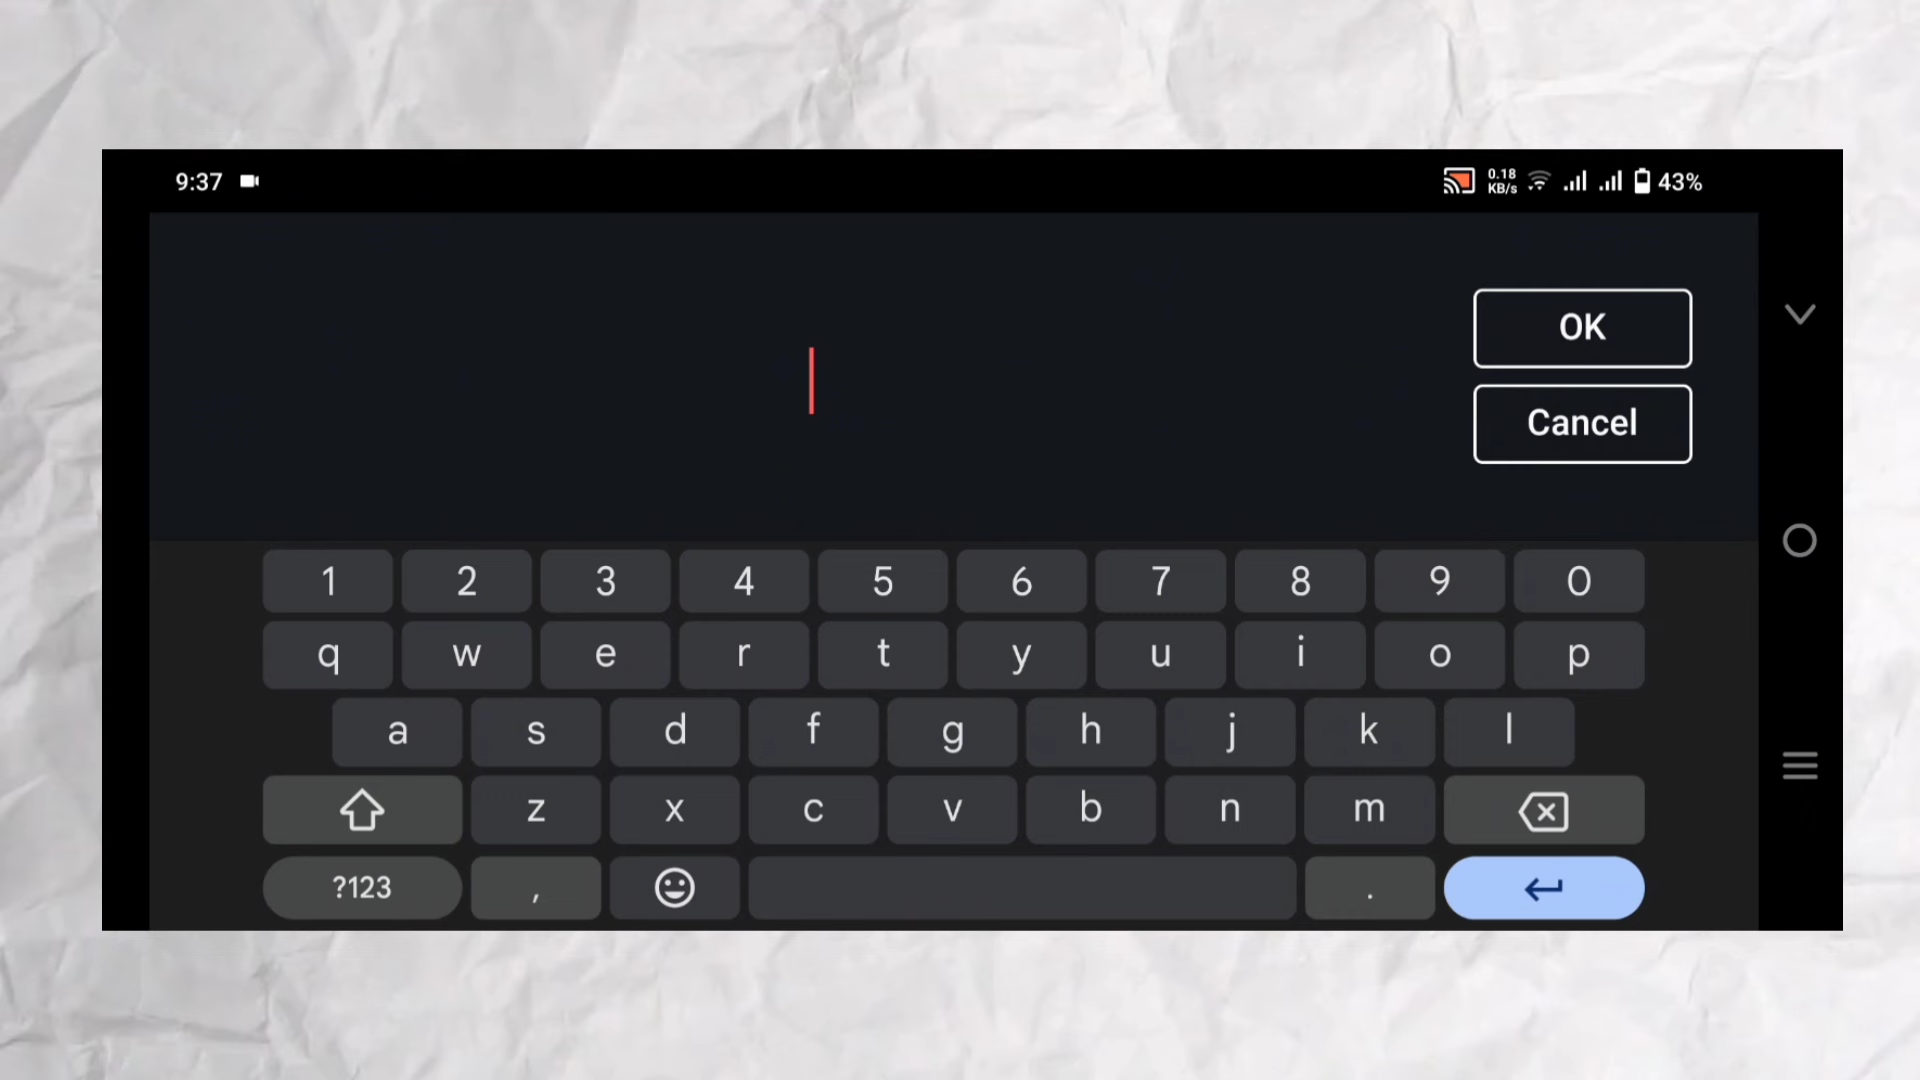 9:37
0.18
KB/s
43%
OK
Cancel
1 2 3 4 5 6 7 8 9 0
q w e r t y u i o p
a s d f g h j k l
z x c v b n m
?123 , .